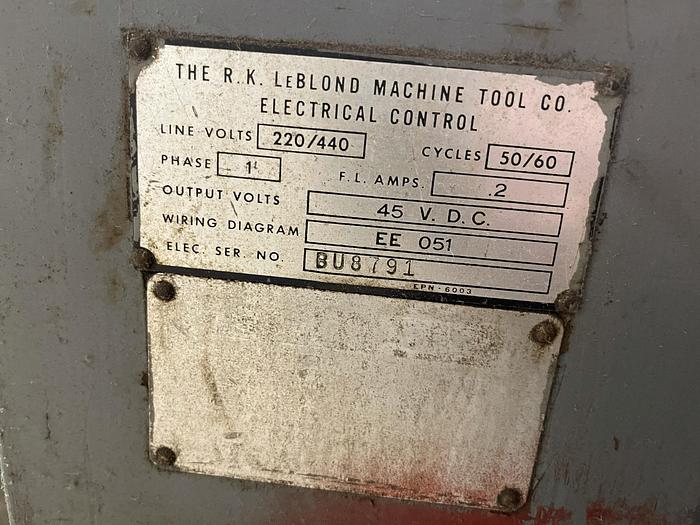 THE R.K. LEBLOND MACHINE TOOL CO.
ELECTRICAL CONTROL
LINE VOLTS 220/440 CYCLES 50/60
PHASE 1 F.L. AMPS. .2
OUTPUT VOLTS 45 V. D.C.
WIRING DIAGRAM EE 051
ELEC. SER. NO. BU8791
EPN-6003